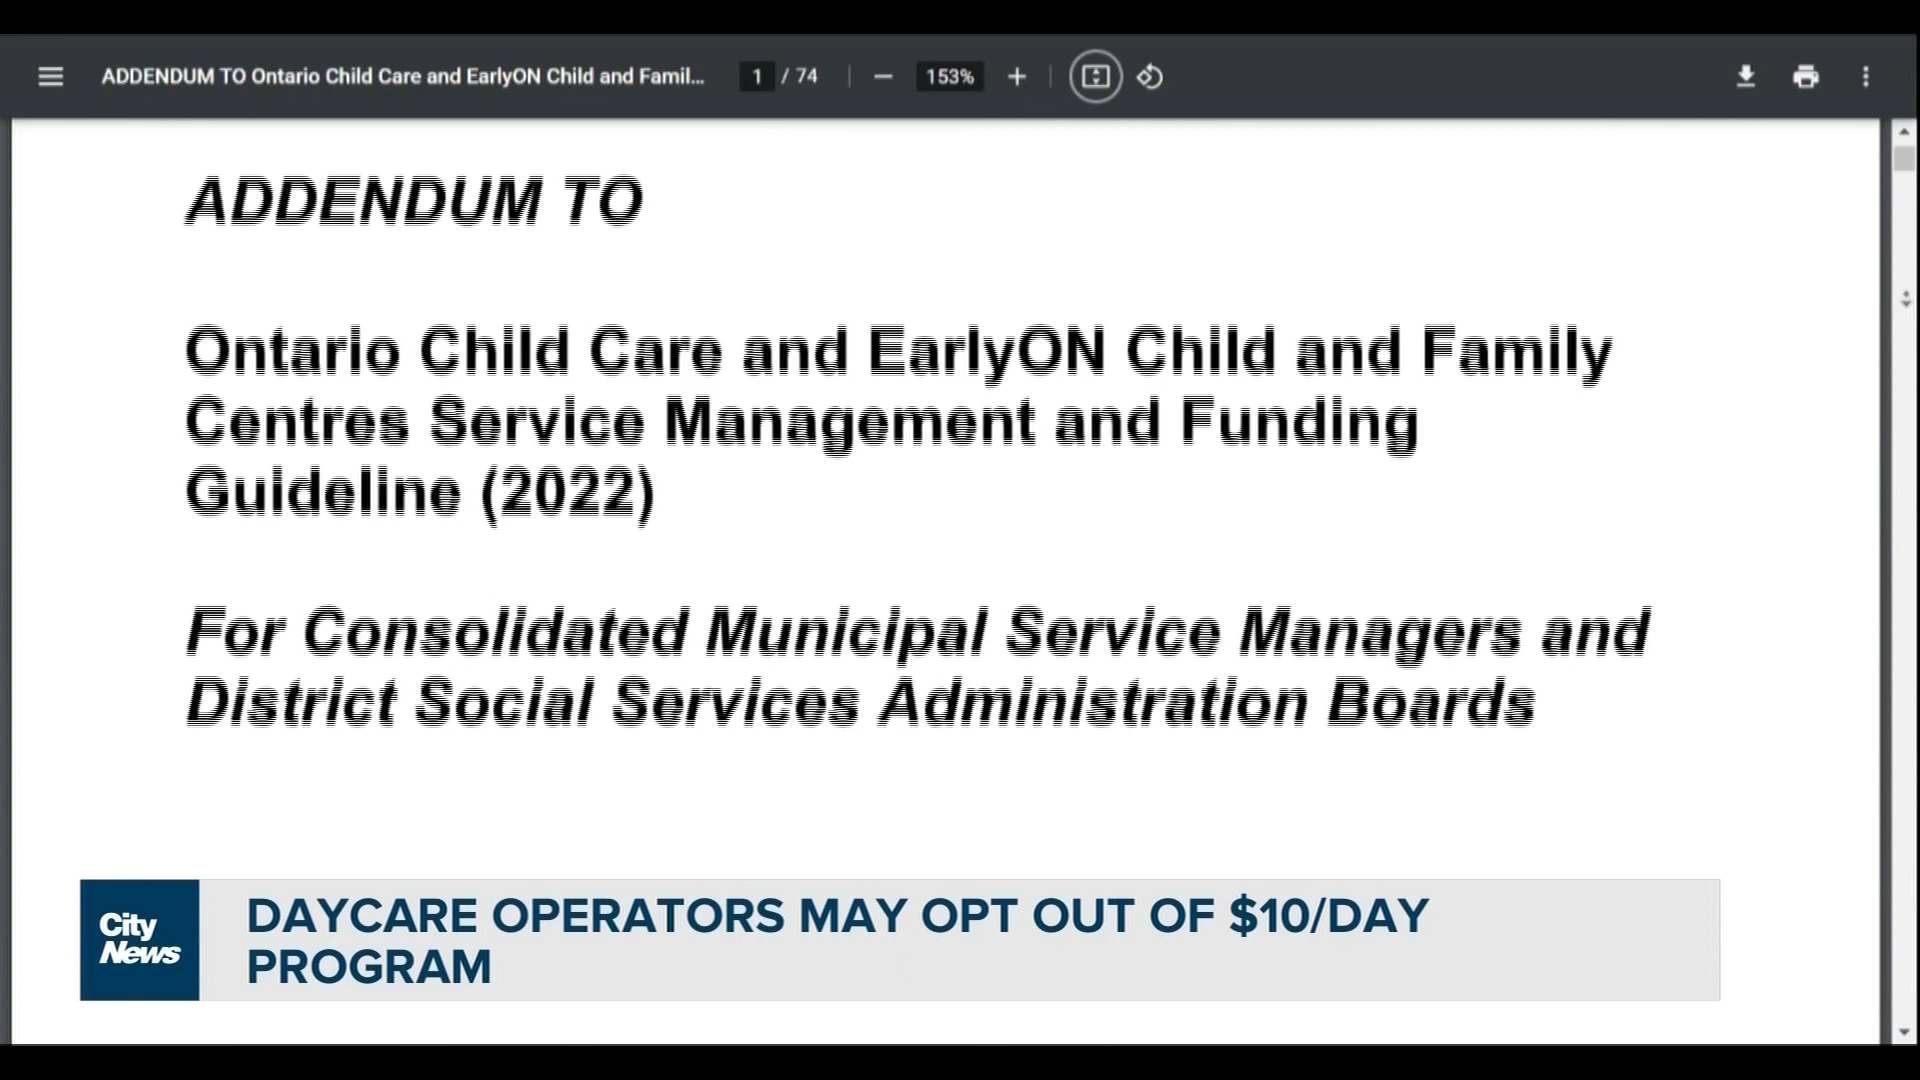 ADDENDUM TO Ontario Child Care and EarlyON Child and Famil... 1 / 74 153%
ADDENDUM TO
Ontario Child Care and EarlyON Child and Family
Centres Service Management and Funding
Guideline (2022)
For Consolidated Municipal Service Managers and
District Social Services Administration Boards
City
News
DAYCARE OPERATORS MAY OPT OUT OF $10/DAY
PROGRAM